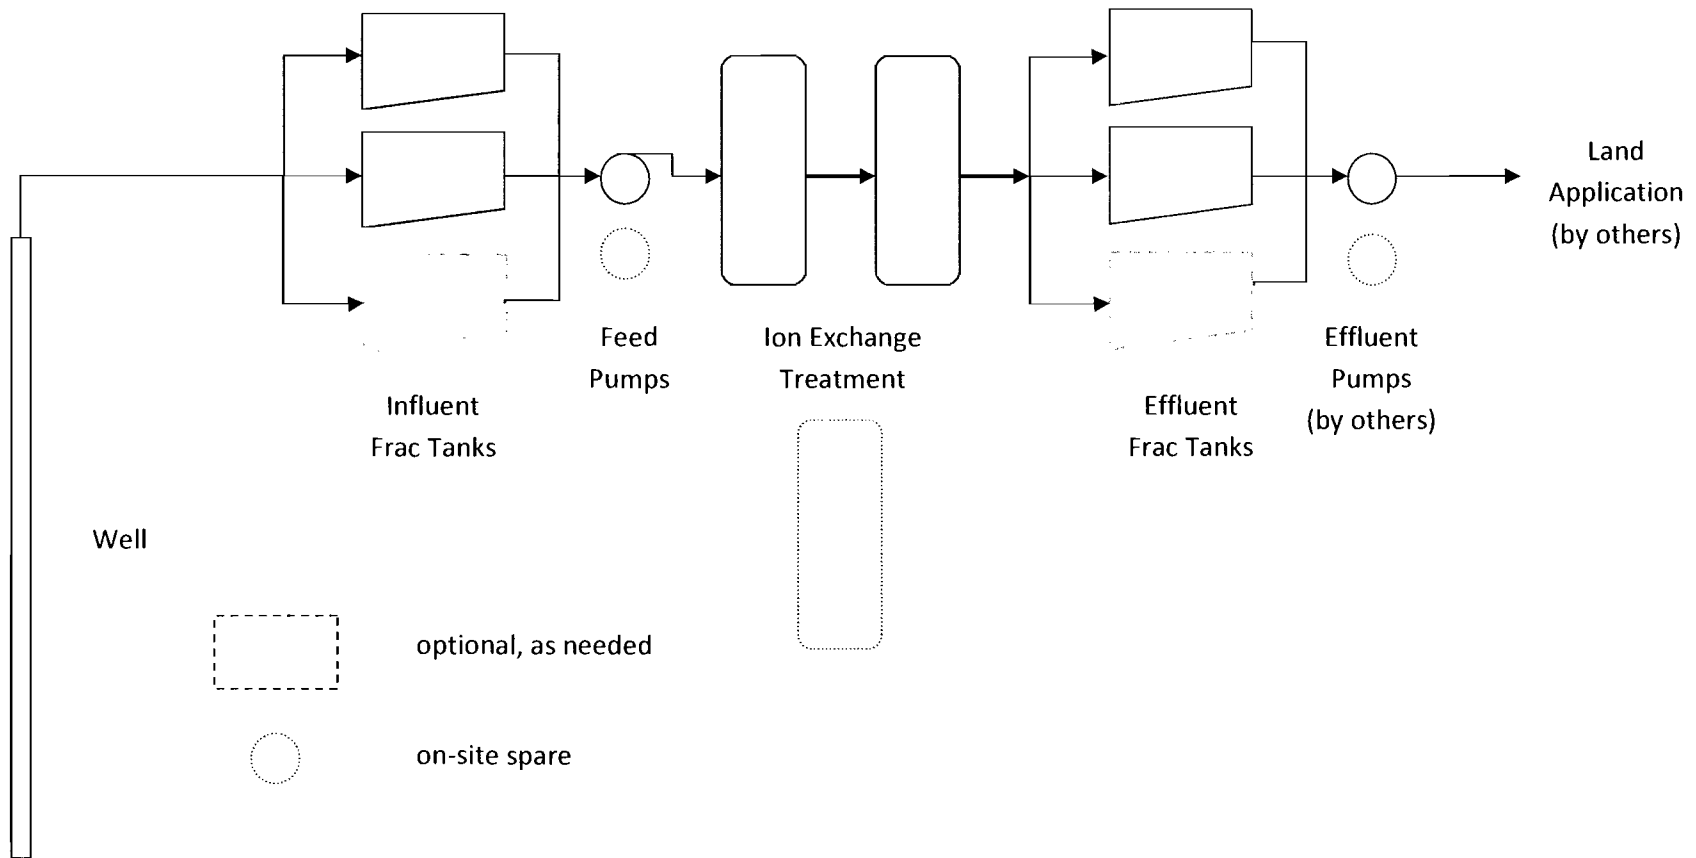 Land
Application
(by others)
Feed
Pumps
Ion Exchange
Treatment
Effluent
Pumps
(by others)
Influent
Frac Tanks
Effluent
Frac Tanks
Well
optional, as needed
on-site spare